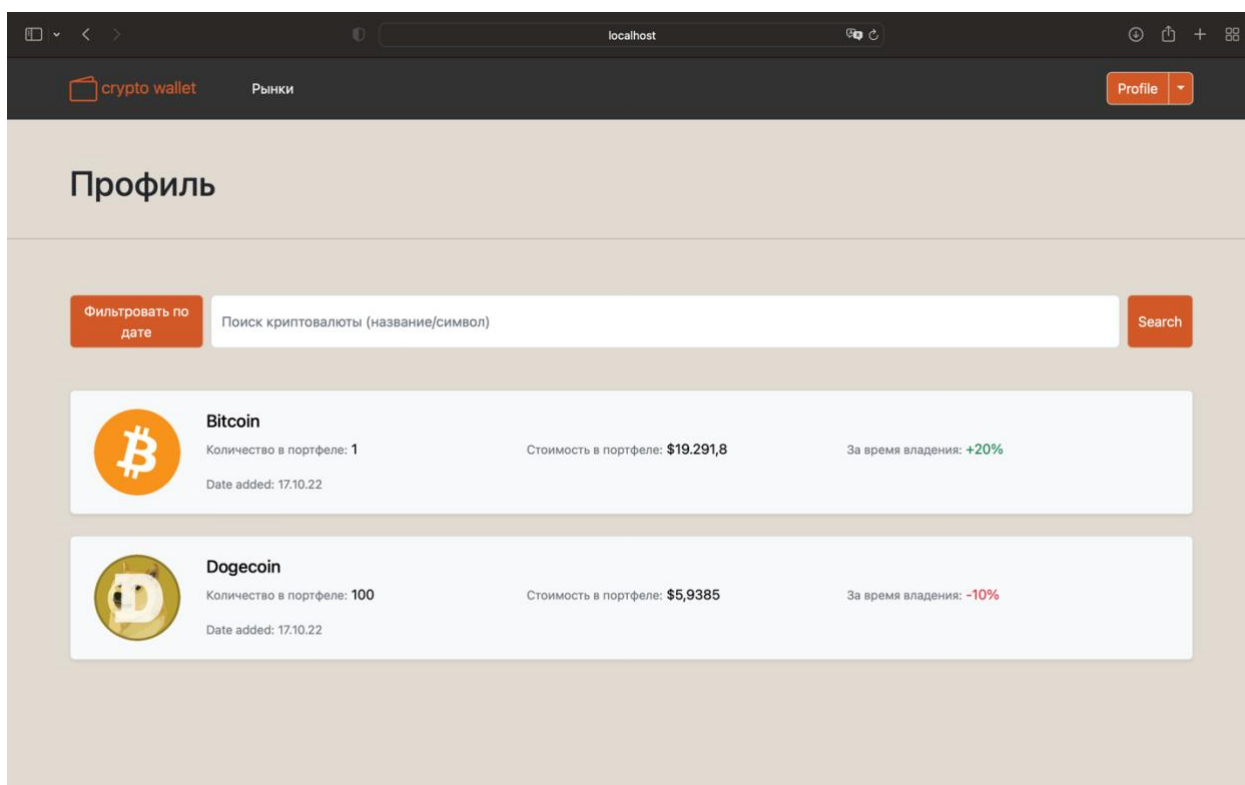 localhost
crypto wallet Рынки Profile
Профиль
Фильтровать по
дате
Поиск криптовалюты (название/символ)
Search
Bitcoin
Количество в портфеле: 1 Стоимость в портфеле: $19.291,8 За время владения: +20%
Date added: 17.10.22
Dogecoin
Количество в портфеле: 100 Стоимость в портфеле: $5,9385 За время владения: -10%
Date added: 17.10.22